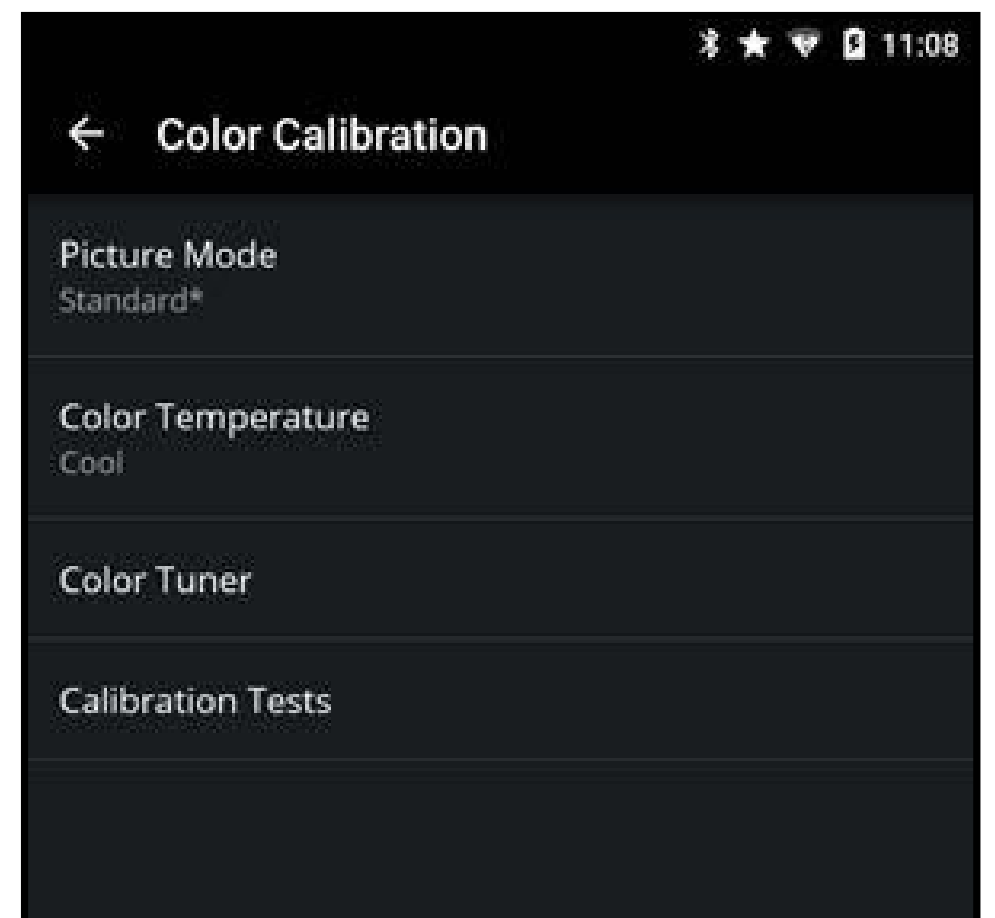 11:08
Color Calibration
Picture Mode
Standard*
Color Temperature
Cool
Color Tuner
Calibration Tests